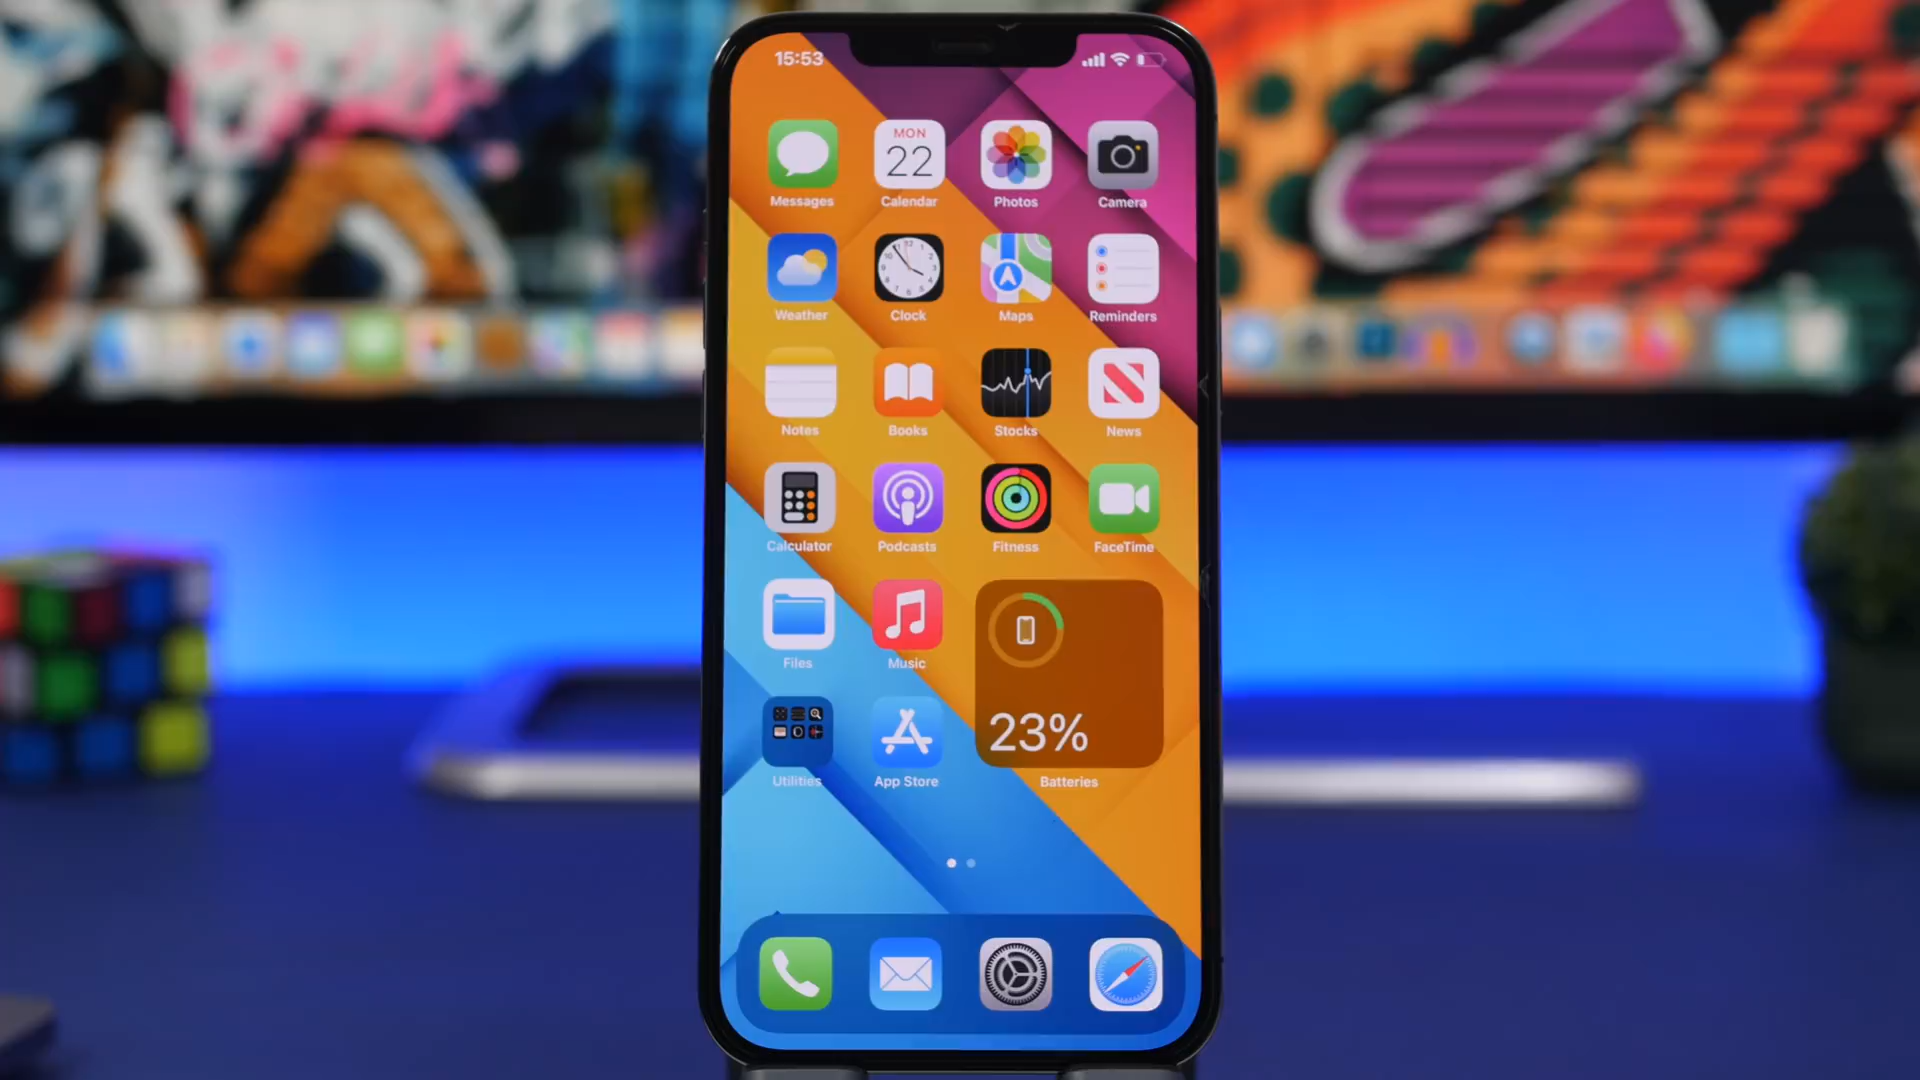 15:53
MON
22
Messages Calendar Photos Camera
Weather Clock Maps Reminders
Notes Books Stocks News
Calculator Podcasts Fitness FaceTime
Files Music
23%
Utilities App Store Batteries